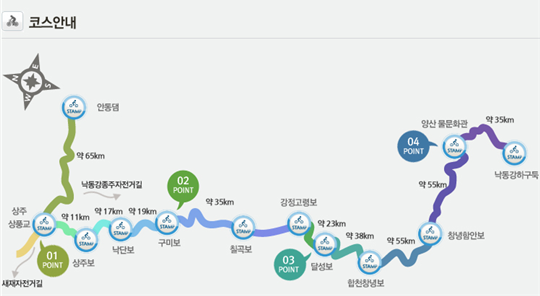 코스안내
N
E
S
W
STAMP
안동댐
약 65km
낙동강종주자전거길
상주
상풍교
STAMP
새재자전거길
01
POINT
약 11km
STAMP
상주보
약 17km
STAMP
낙단보
약 19km
02
POINT
STAMP
구미보
약 35km
STAMP
칠곡보
강정고령보
STAMP
약 23km
03
POINT
STAMP
달성보
약 38km
STAMP
합천창녕보
약 55km
STAMP
창녕함안보
약 55km
04
POINT
양산 물문화관
STAMP
약 35km
STAMP
낙동강하구둑